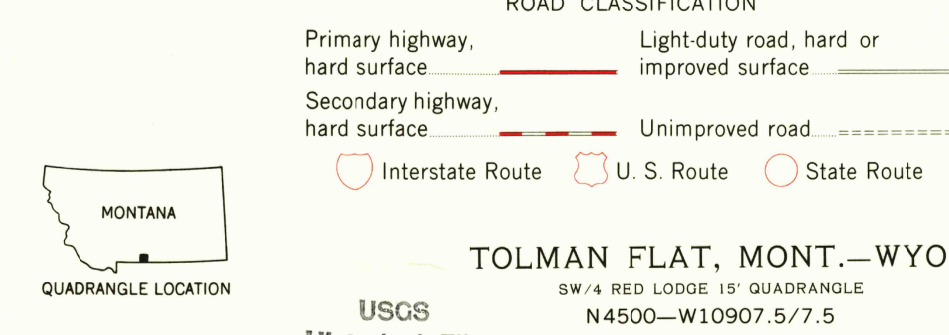 ROAD CLASSIFICATION
Primary highway,
hard surface
Light-duty road, hard or
improved surface
Secondary highway,
hard surface
Unimproved road
Interstate Route
U. S. Route
State Route
MONTANA
QUADRANGLE LOCATION
TOLMAN FLAT, MONT.—WYO
SW/4 RED LODGE 15' QUADRANGLE
N4500—W10907.5/7.5
USGS